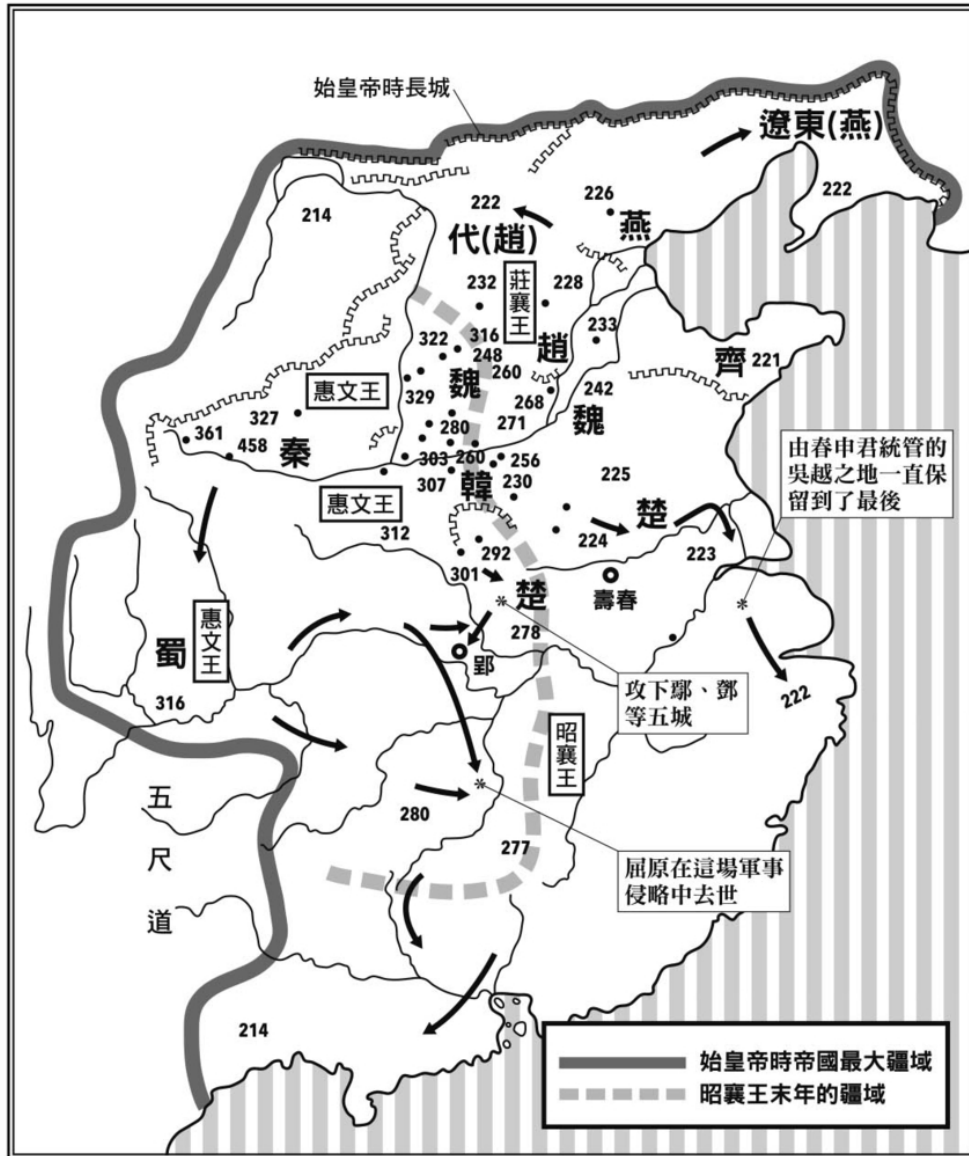 始皇帝時長城
遼東(燕)
222
226
燕
222
214
代(趙)
莊襄王
232
228
233
趙
322
316
248
260
魏
齊
221
惠文王
329
268
242
魏
327
280
271
361
458
秦
303
260
256
由春申君統管的
吳越之地一直保
留到了最後
307
韓
230
225
惠文王
312
楚
224
292
223
301
楚
壽春
278
惠文王
蜀
郢
316
攻下鄢、鄧
等五城
222
昭襄王
五尺道
280
277
屈原在這場軍事
侵略中去世
214
始皇帝時帝國最大疆域
昭襄王末年的疆域